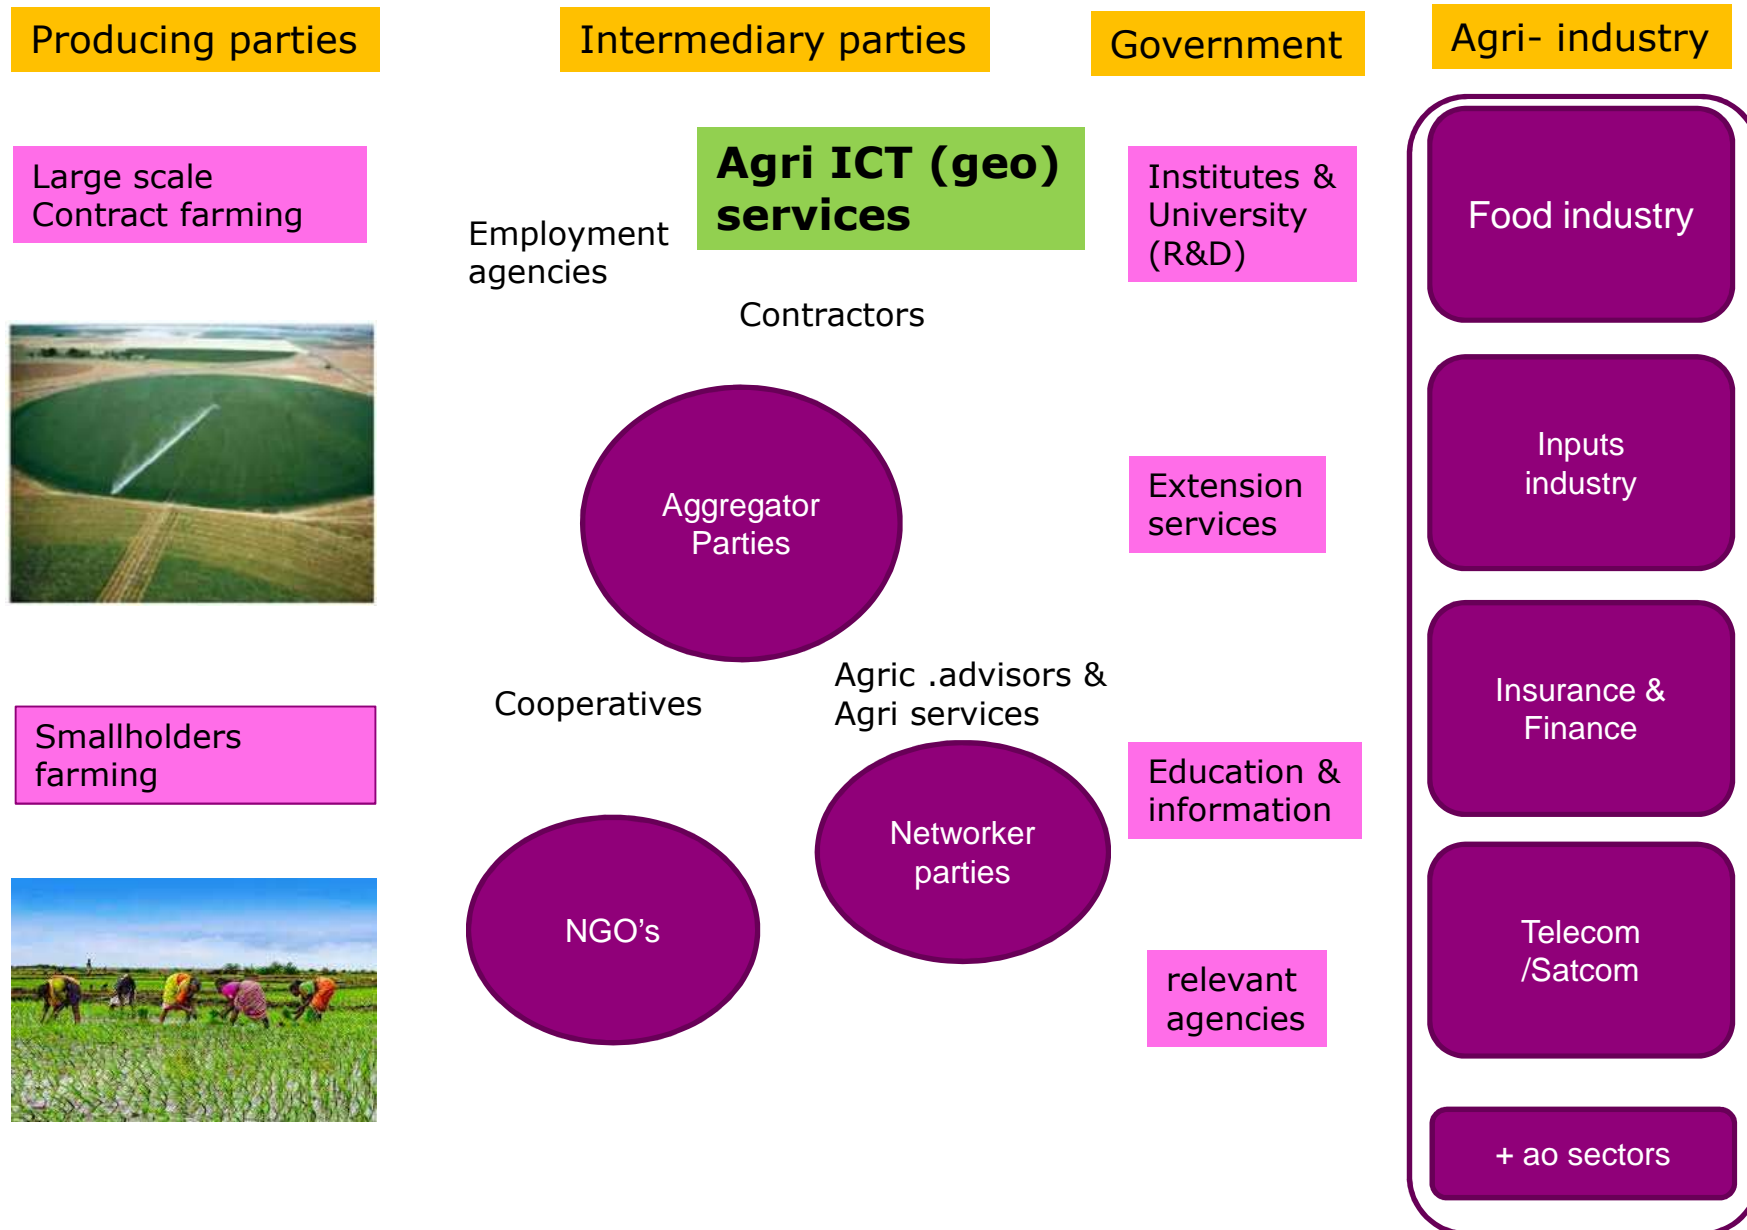 Producing parties
Intermediary parties
Government
Agri- industry
Large scale
Contract farming
Smallholders
farming
Agri ICT (geo)
services
Employment
agencies
Contractors
Aggregator
Parties
Cooperatives
Agric .advisors &
Agri services
Networker
parties
NGO’s
Institutes &
University
(R&D)
Extension
services
Education &
information
relevant
agencies
Food industry
Inputs
industry
Insurance &
Finance
Telecom
/Satcom
+ ao sectors